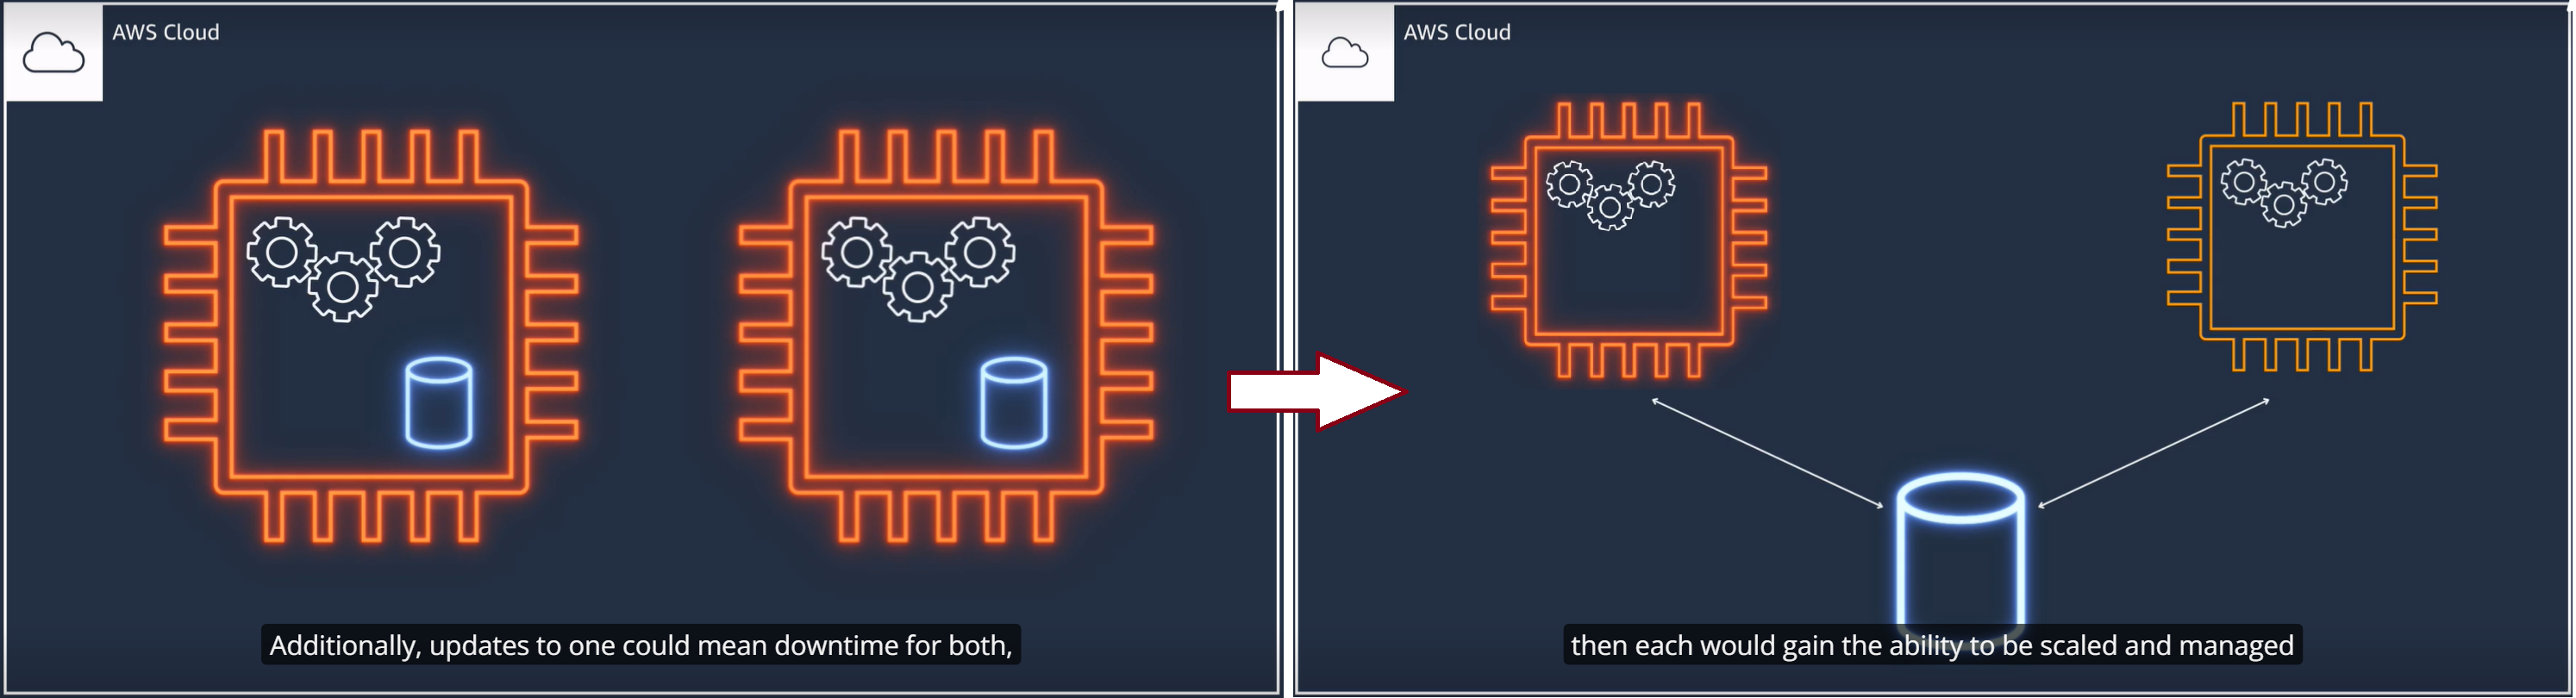 AWS Cloud
Additionally, updates to one could mean downtime for both,
AWS Cloud
then each would gain the ability to be scaled and managed